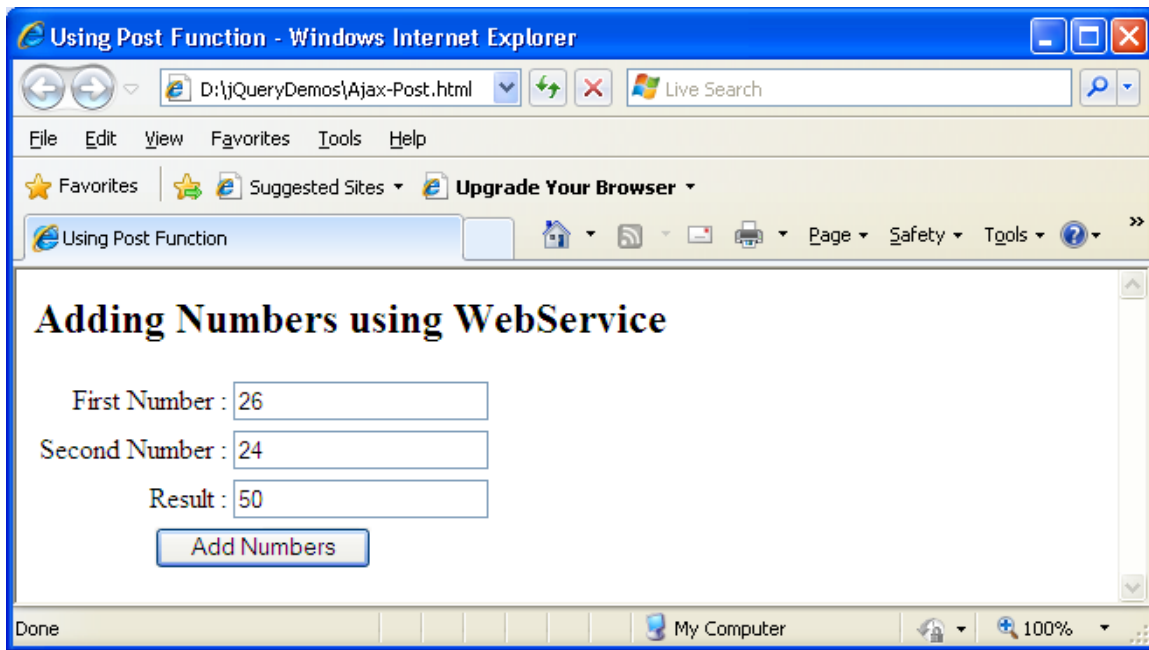 Using Post Function - Windows Internet Explorer
D:\jQueryDemos\Ajax-Post.html Live Search
File Edit View Favorites Tools Help
Favorites Suggested Sites Upgrade Your Browser
Using Post Function Page Safety Tools »
Adding Numbers using WebService
First Number : 26
Second Number : 24
Result : 50
Add Numbers
Done My Computer 100%